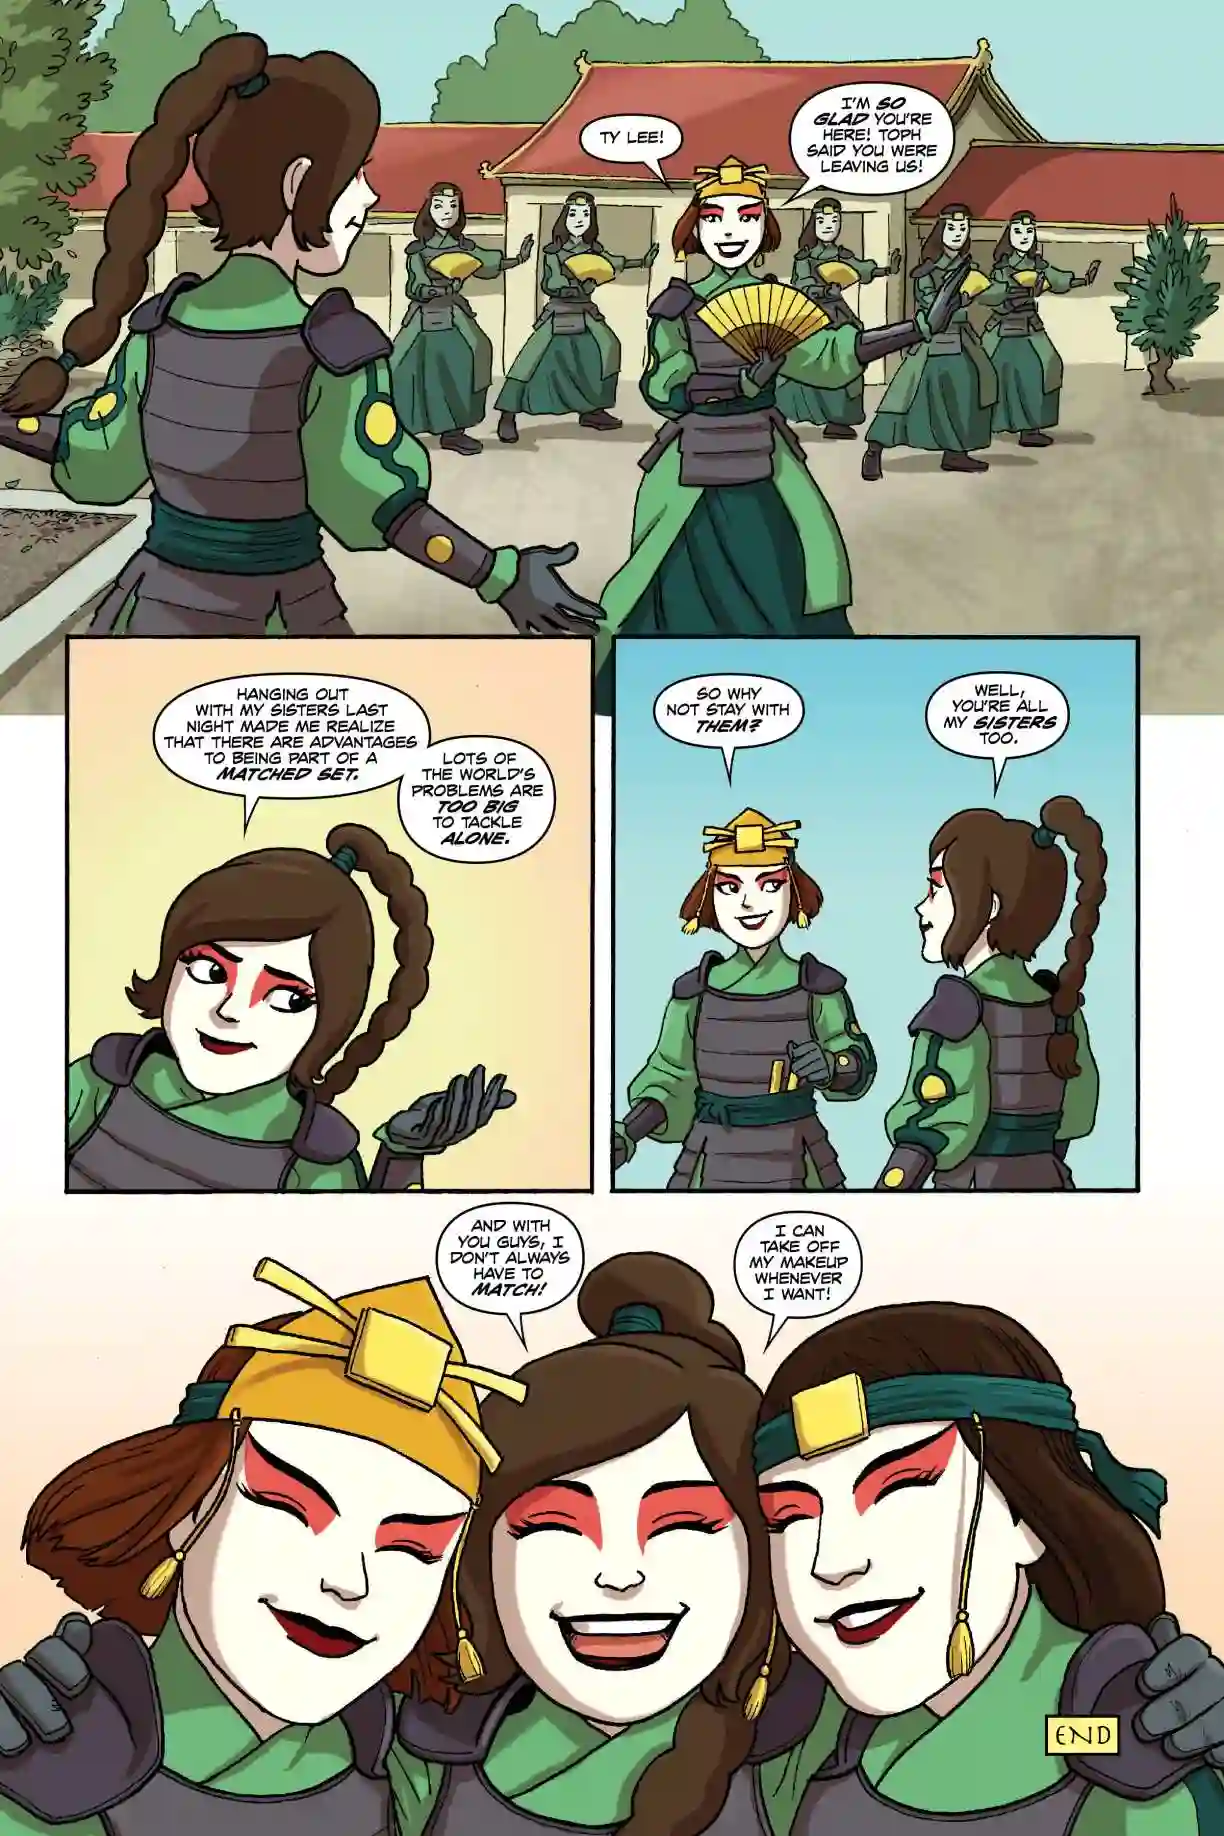 TY LEE!
I'M SO
GLAD YOU'RE
HERE! TOPH
SAID YOU WERE
LEAVING US!
HANGING OUT
WITH MY SISTERS LAST
NIGHT MADE ME REALIZE
THAT THERE ARE ADVANTAGES
TO BEING PART OF A
MATCHED SET.
LOTS OF
THE WORLD'S
PROBLEMS ARE
TOO BIG
TO TACKLE
ALONE.
SO WHY
NOT STAY WITH
THEM?
WELL,
YOU'RE ALL
MY SISTERS
TOO.
AND WITH
YOU GUYS, I
DON'T ALWAYS
HAVE TO
MATCH!
I CAN
TAKE OFF
MY MAKEUP
WHENEVER
I WANT!
END